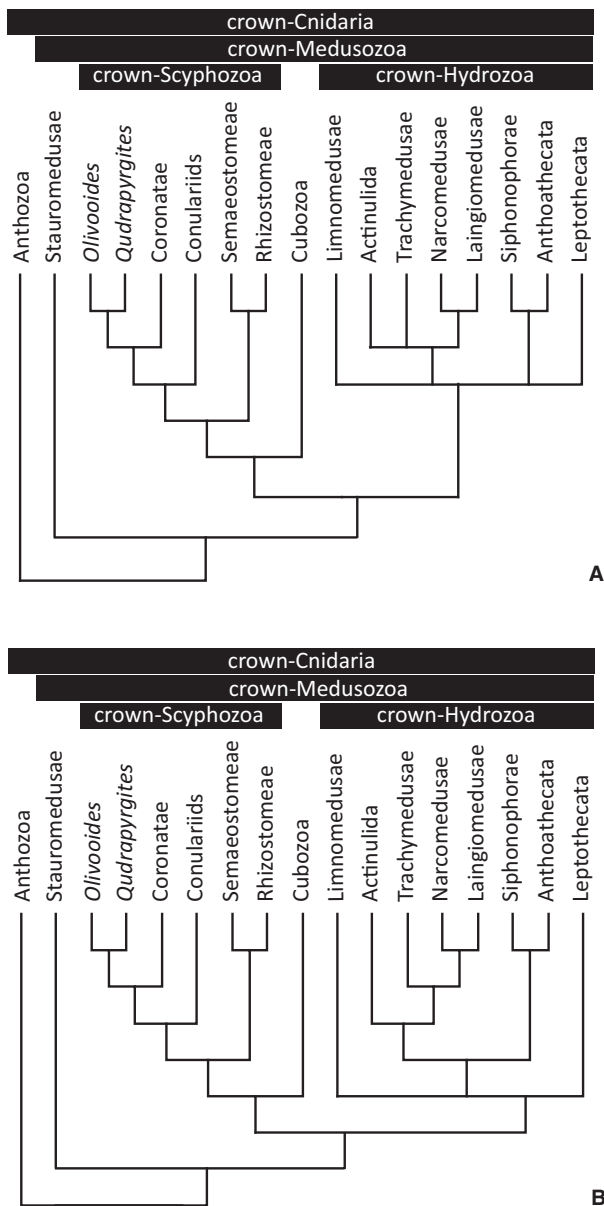 crown-Cnidaria
crown-Medusozoa
crown-Scyphozoa crown-Hydrozoa
Anthozoa
Stauromedusae
Olivooides
Qudrapyrgites
Coronatae
Conulariids
Semaeostomeae
Rhizostomeae
Cubozoa
Limnomedusae
Actinulida
Trachymedusae
Narcomedusae
Laingiomedusae
Siphonophorae
Anthoathecata
Leptothecata
A
crown-Cnidaria
crown-Medusozoa
crown-Scyphozoa crown-Hydrozoa
Anthozoa
Stauromedusae
Olivooides
Qudrapyrgites
Coronatae
Conulariids
Semaeostomeae
Rhizostomeae
Cubozoa
Limnomedusae
Actinulida
Trachymedusae
Narcomedusae
Laingiomedusae
Siphonophorae
Anthoathecata
Leptothecata
B